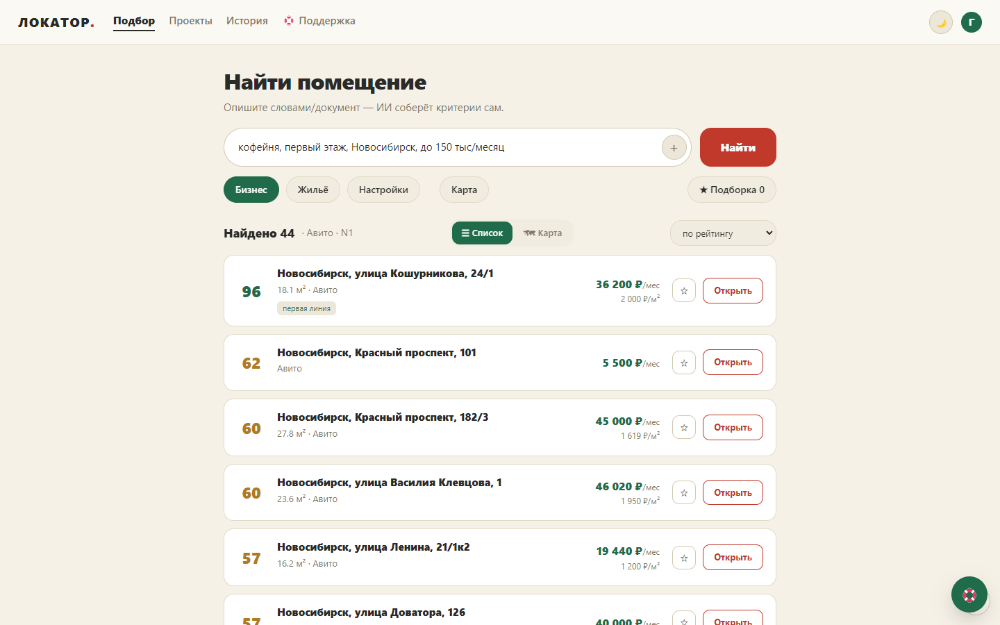 ЛОКАТОР. Подбор Проекты История Поддержка Г
Найти помещение
Опишите словами/документ — ИИ соберёт критерии сам.
кофейня, первый этаж, Новосибирск, до 150 тыс/месяц + Найти
Бизнес Жильё Настройки Карта ★ Подборка 0
Найдено 44 · Авито · N1 ☰ Список Карта по рейтингу
96 Новосибирск, улица Кошурникова, 24/1
18.1 м² · Авито
первая линия
36 200 ₽/мес
2 000 ₽/м²
☆ Открыть
62 Новосибирск, Красный проспект, 101
Авито
5 500 ₽/мес
☆ Открыть
60 Новосибирск, Красный проспект, 182/3
27.8 м² · Авито
45 000 ₽/мес
1 619 ₽/м²
☆ Открыть
60 Новосибирск, улица Василия Клевцова, 1
23.6 м² · Авито
46 020 ₽/мес
1 950 ₽/м²
☆ Открыть
57 Новосибирск, улица Ленина, 21/1к2
16.2 м² · Авито
19 440 ₽/мес
1 200 ₽/м²
☆ Открыть
57 Новосибирск, улица Доватора, 126
40 000 ₽/мес
☆ Открыть